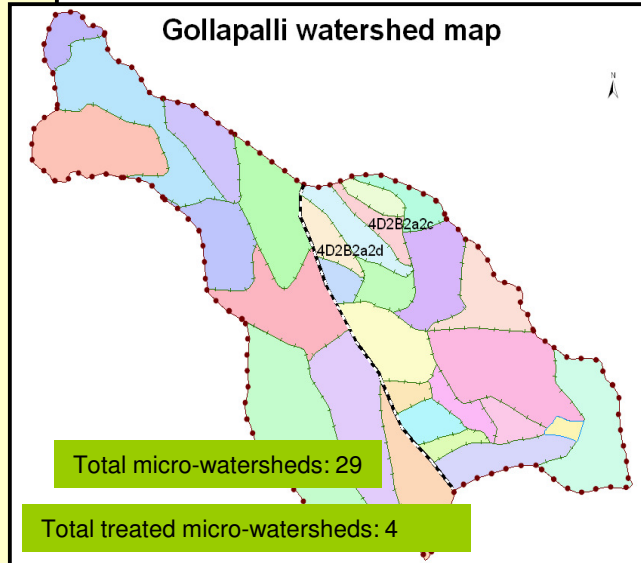 Gollapalli watershed map
N
4D2B2a2c
4D2B2a2d
Total micro-watersheds: 29
Total treated micro-watersheds: 4